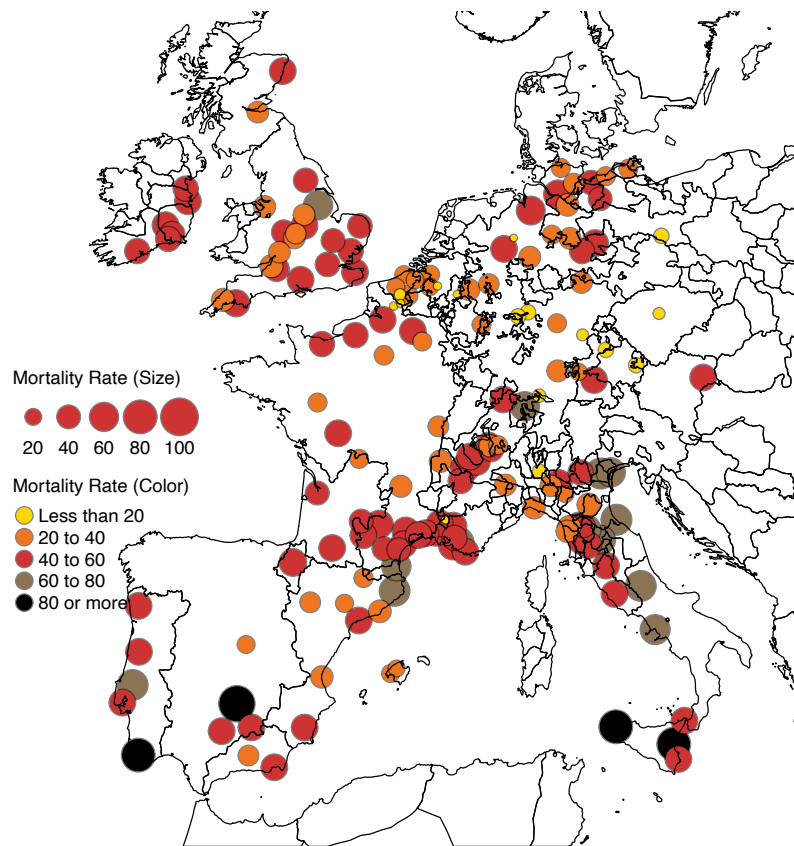 Mortality Rate (Size)
20 40 60 80 100
Mortality Rate (Color)
Less than 20
20 to 40
40 to 60
60 to 80
80 or more